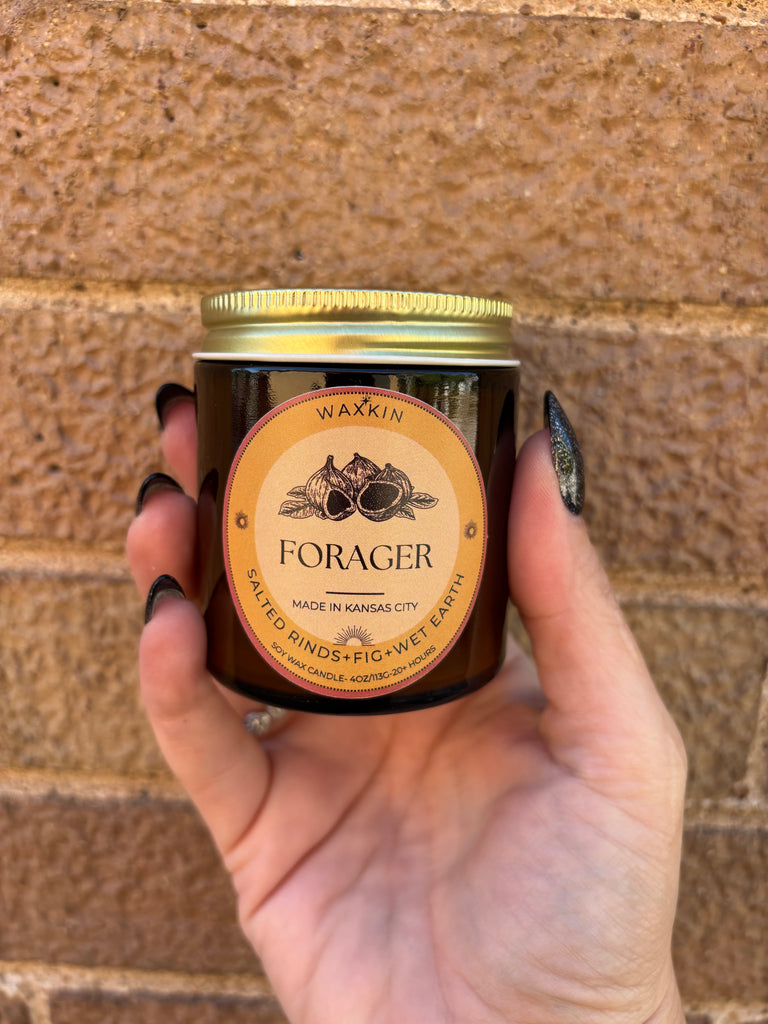 WAXKIN
FORAGER
MADE IN KANSAS CITY
SALTED RINDS+FIG+WET EARTH
SOY WAX CANDLE- 4OZ/113G-20+ HOURS